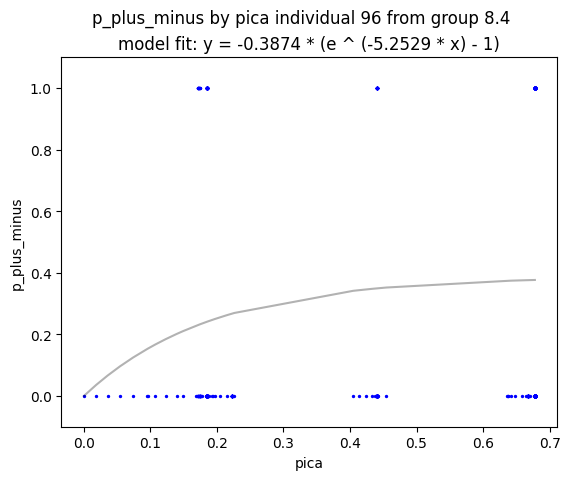 p_plus_minus by pica individual 96 from group 8.4
model fit: y = -0.3874 * (e ^ (-5.2529 * x) - 1)
1.0
0.8
0.6
0.4
0.2
0.0
p_plus_minus
0.0 0.1 0.2 0.3 0.4 0.5 0.6 0.7
pica